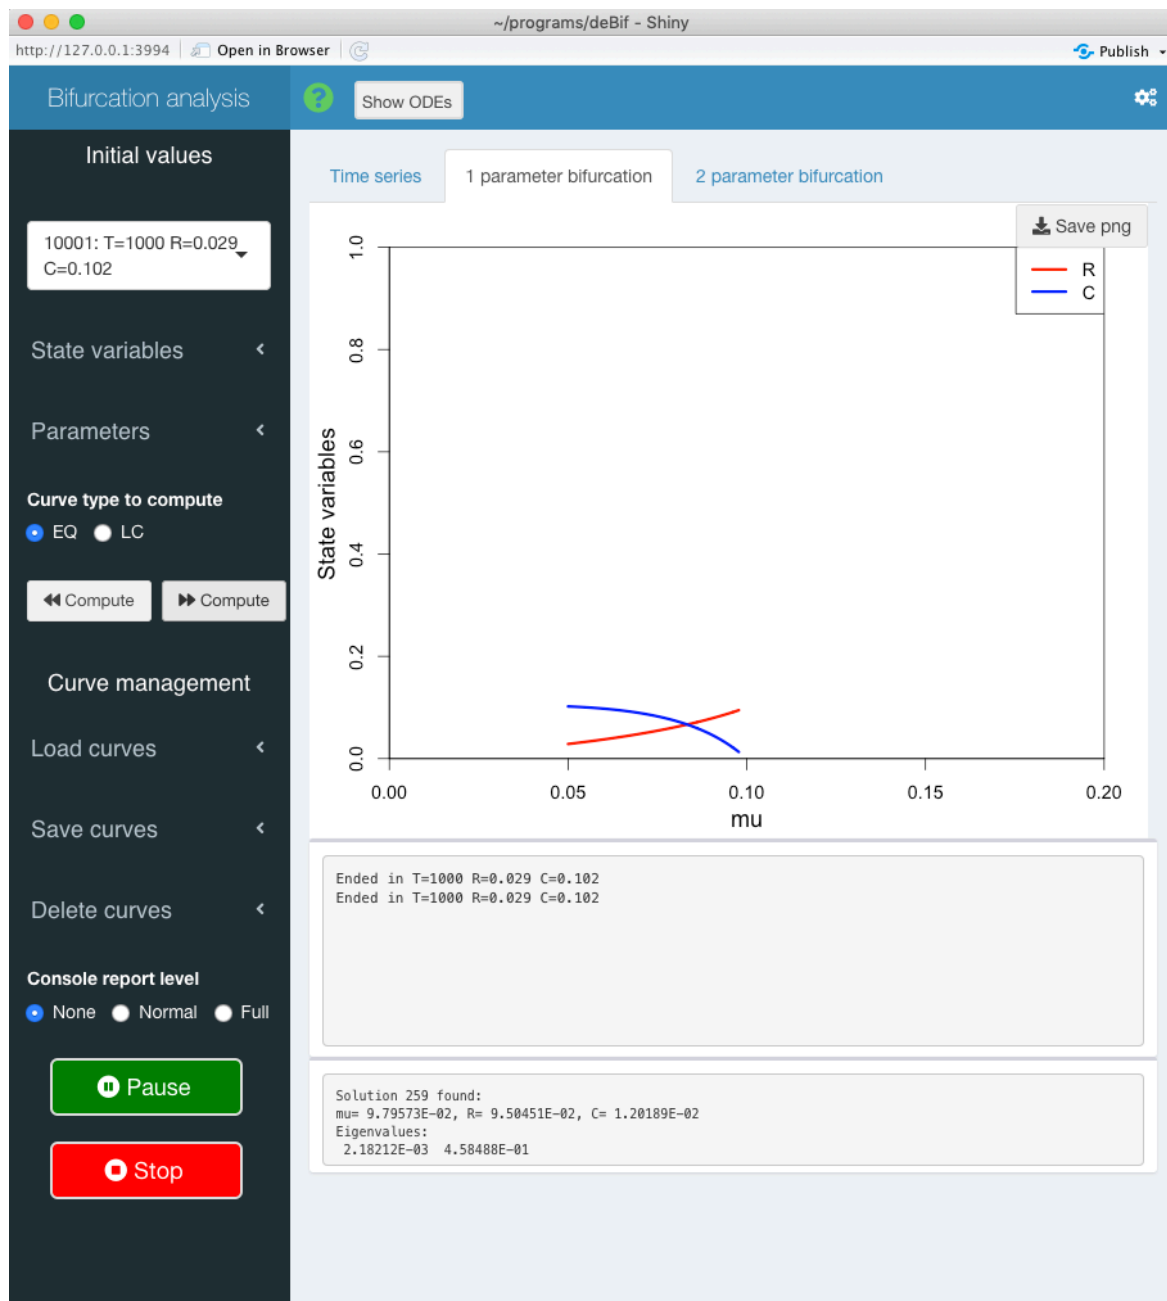 ~/programs/deBif - Shiny
http://127.0.0.1:3994 Open in Browser Publish
Bifurcation analysis
Show ODEs
Initial values
10001: T=1000 R=0.029
C=0.102
State variables
Parameters
Curve type to compute
EQ LC
Compute Compute
Curve management
Load curves
Save curves
Delete curves
Console report level
None Normal Full
Pause
Stop
Time series 1 parameter bifurcation 2 parameter bifurcation
Save png
R
C
State variables
1.0
0.8
0.6
0.4
0.2
0.0
0.00 0.05 0.10 0.15 0.20
mu
Ended in T=1000 R=0.029 C=0.102
Ended in T=1000 R=0.029 C=0.102
Solution 259 found:
mu= 9.79573E-02, R= 9.50451E-02, C= 1.20189E-02
Eigenvalues:
2.18212E-03 4.58488E-01